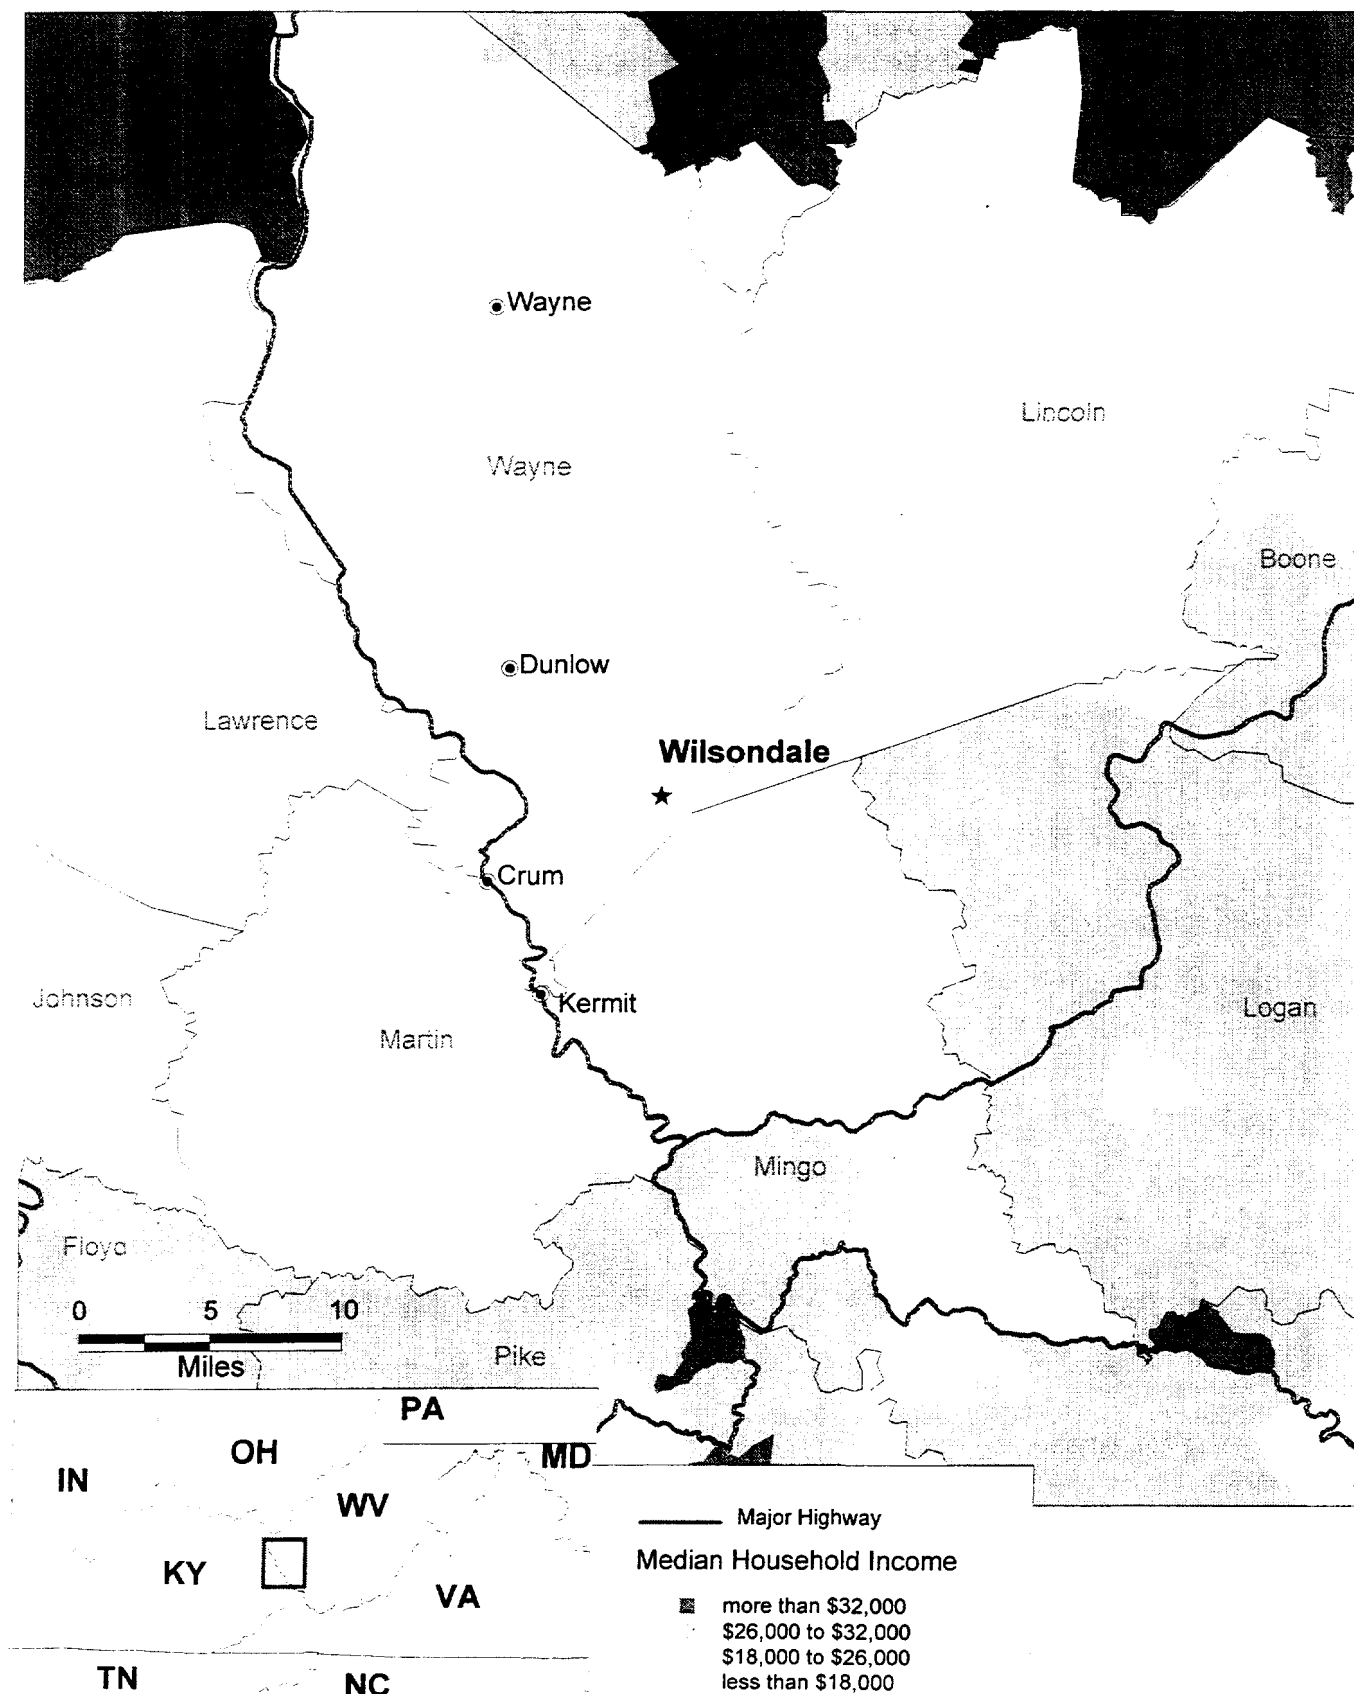 Wayne
Lincoln
Wayne
Boone
Dunlow
Lawrence
Wilsondale
Crum
Johnson
Kermit
Logan
Martin
Mingo
Floyd
0 5 10
Miles
Pike
PA
OH
MD
IN
WV
KY
VA
TN
NC
Major Highway
Median Household Income
more than $32,000
$26,000 to $32,000
$18,000 to $26,000
less than $18,000